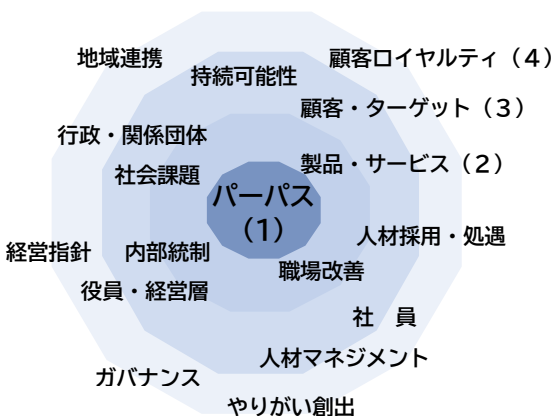 地域連携
顧客ロイヤルティ（４）
持続可能性
顧客・ターゲット（３）
行政・関係団体
製品・サービス（２）
社会課題
パーパス
（１）
人材採用・処遇
経営指針
内部統制
職場改善
役員・経営層
社　員
人材マネジメント
ガバナンス
やりがい創出